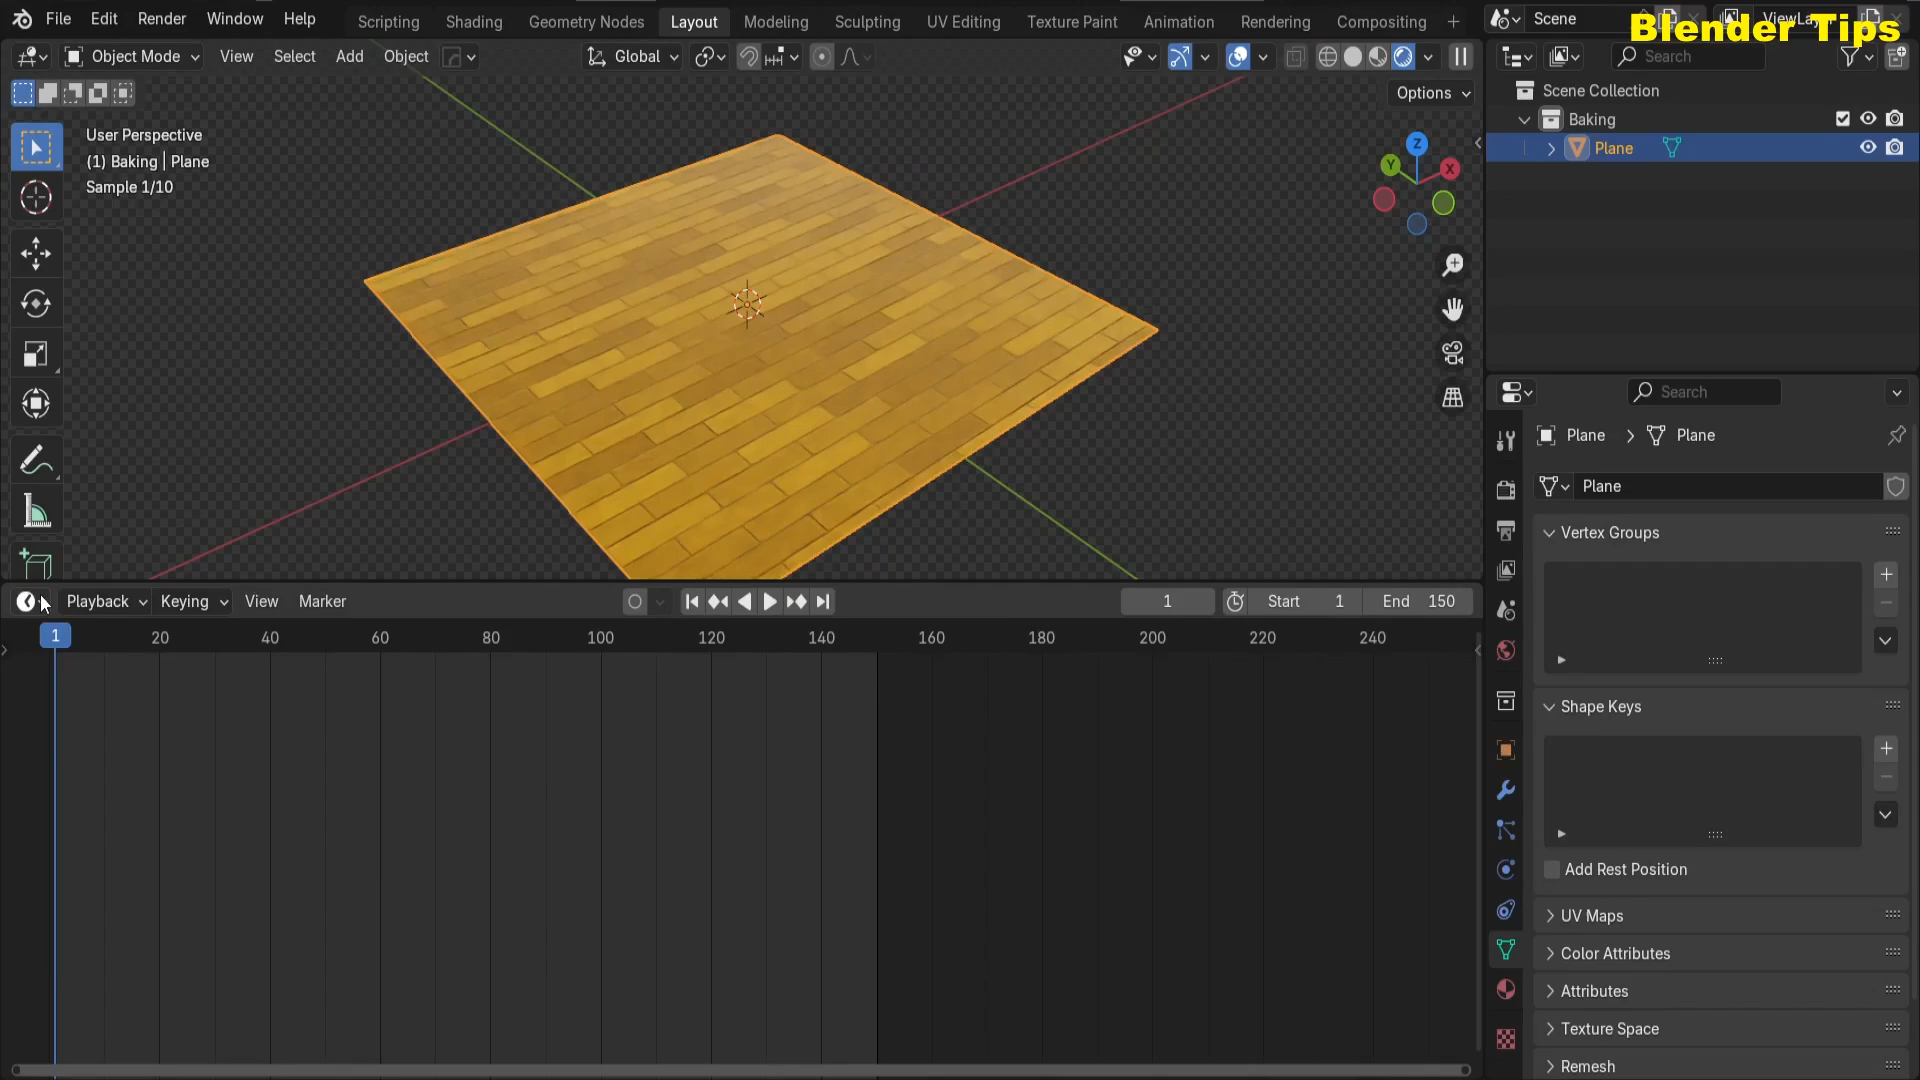 File Edit Render Window Help Scripting Shading Geometry Nodes Layout Modeling Sculpting UV Editing Texture Paint Animation Rendering Compositing Scene
Blender Tips
Object Mode View Select Add Object Global Search
Options
Scene Collection
Baking
Plane
User Perspective
(1) Baking | Plane
Sample 1/10
Z
Y
X
Search
Plane Plane
Plane
Vertex Groups
Shape Keys
Add Rest Position
UV Maps
Color Attributes
Attributes
Texture Space
Remesh
Playback Keying View Marker 1 Start 1 End 150
1 20 40 60 80 100 120 140 160 180 200 220 240